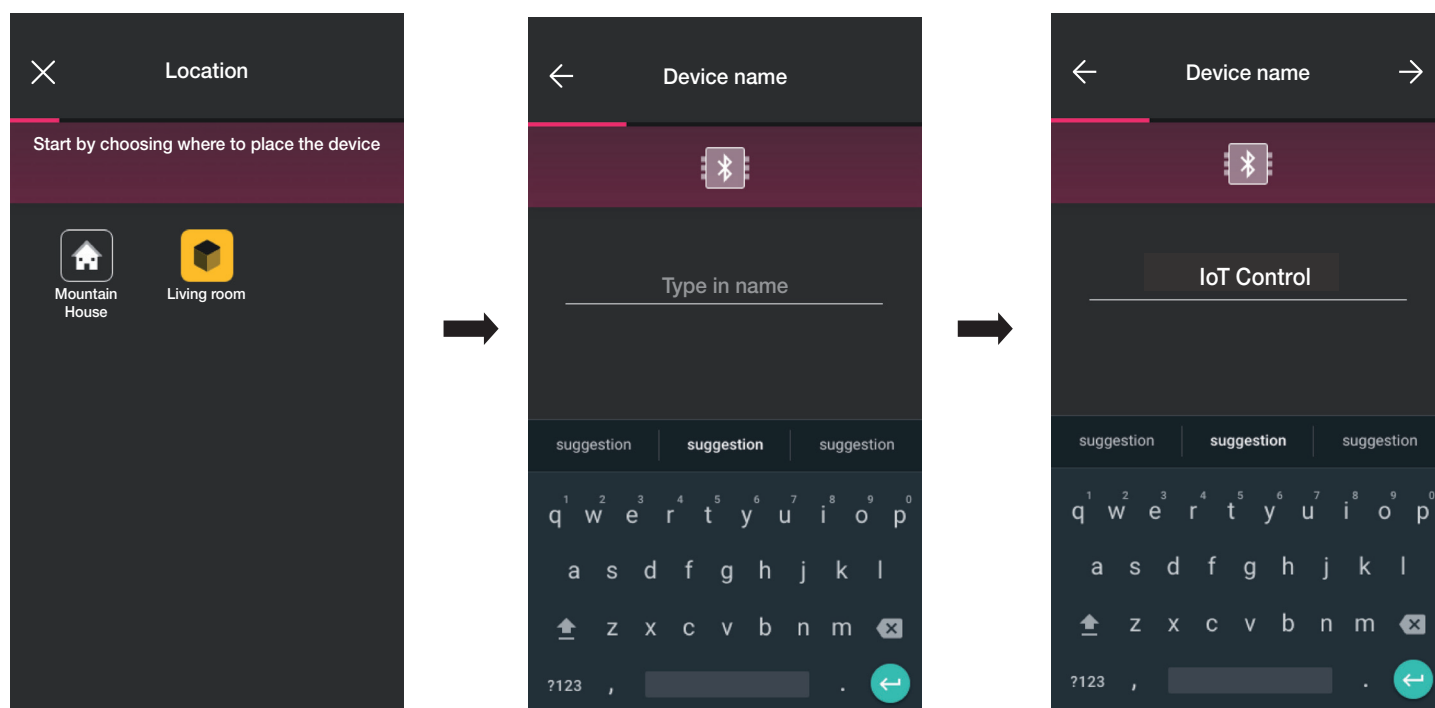 Location
Start by choosing where to place the device
Mountain
House
Living room
Device name
Type in name
suggestion suggestion suggestion
1 2 3 4 5 6 7 8 9 0
q w e r t y u i o p
a s d f g h j k l
z x c v b n m
?123 , .
Device name
IoT Control
suggestion suggestion suggestion
1 2 3 4 5 6 7 8 9 0
q w e r t y u i o p
a s d f g h j k l
z x c v b n m
?123 , .